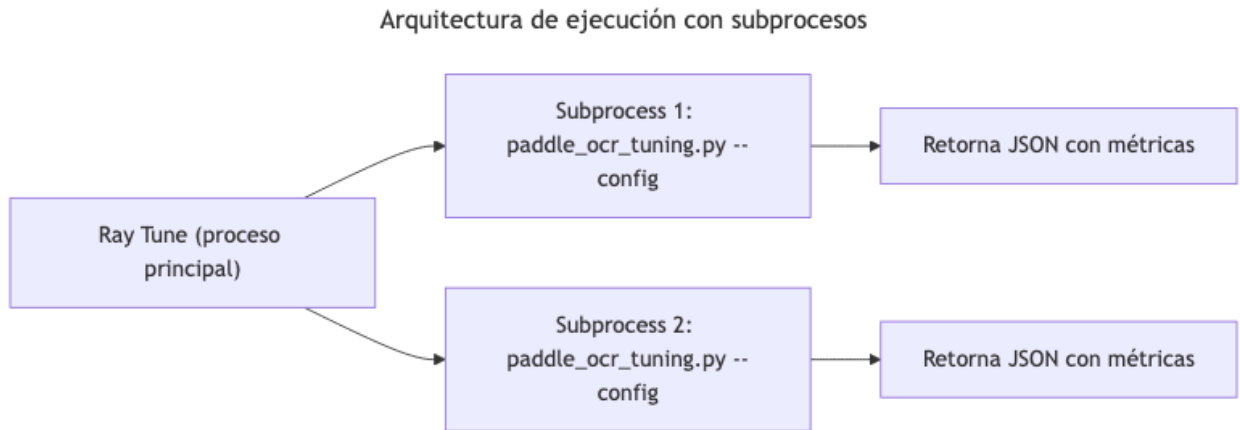 Arquitectura de ejecución con subprocesos
Ray Tune (proceso
principal)
Subprocess 1:
paddle_ocr_tuning.py --
config
Retorna JSON con métricas
Subprocess 2:
paddle_ocr_tuning.py --
config
Retorna JSON con métricas